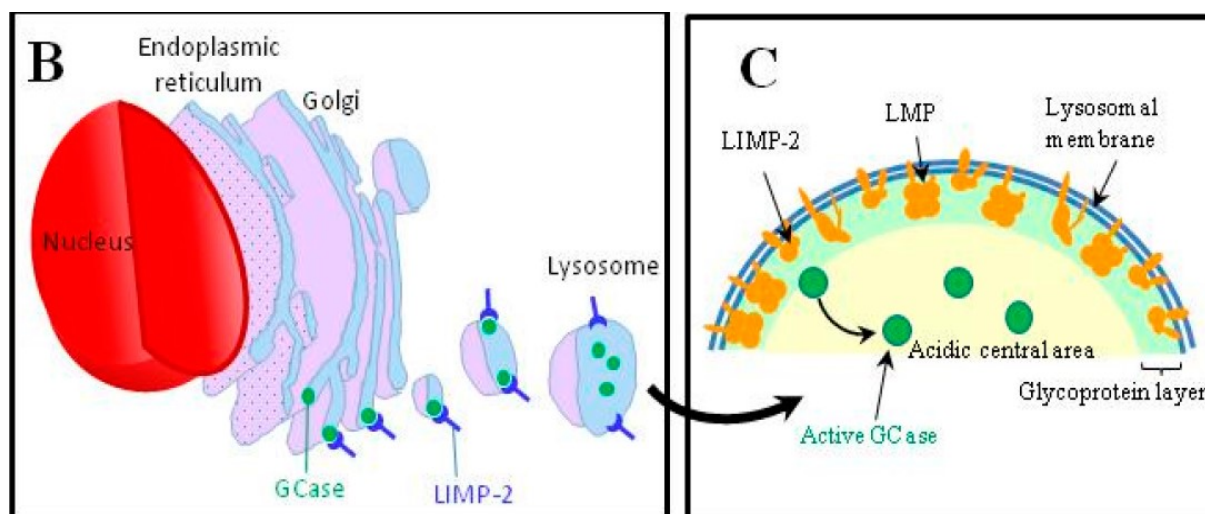 B
Endoplasmic
reticulum
Golgi
Nucleus
Lysosome
GCase
LIMP-2
C
LMP
Lysosomal
membrane
LIMP-2
Acidic central area
Glycoprotein layer
Active GCase